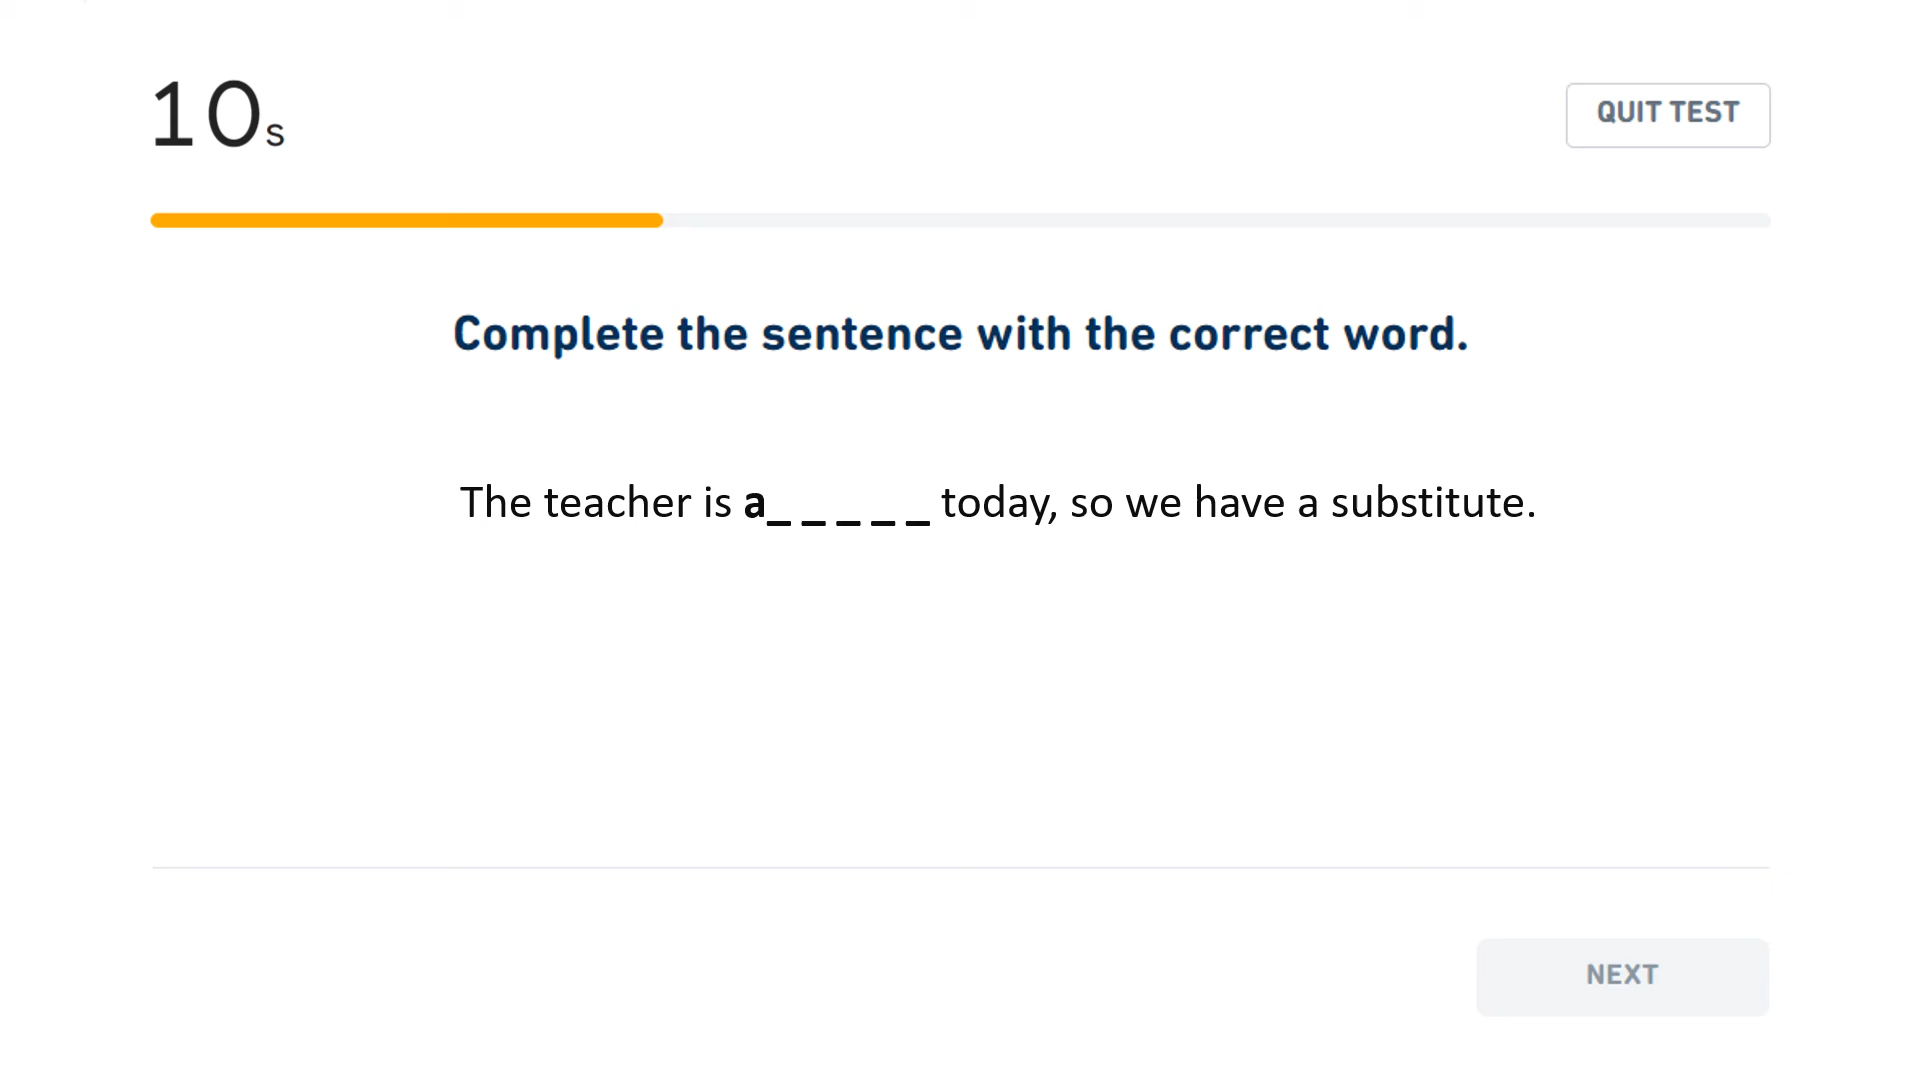 10s
QUIT TEST
Complete the sentence with the correct word.
The teacher is a_ _ _ _ _ today, so we have a substitute.
NEXT